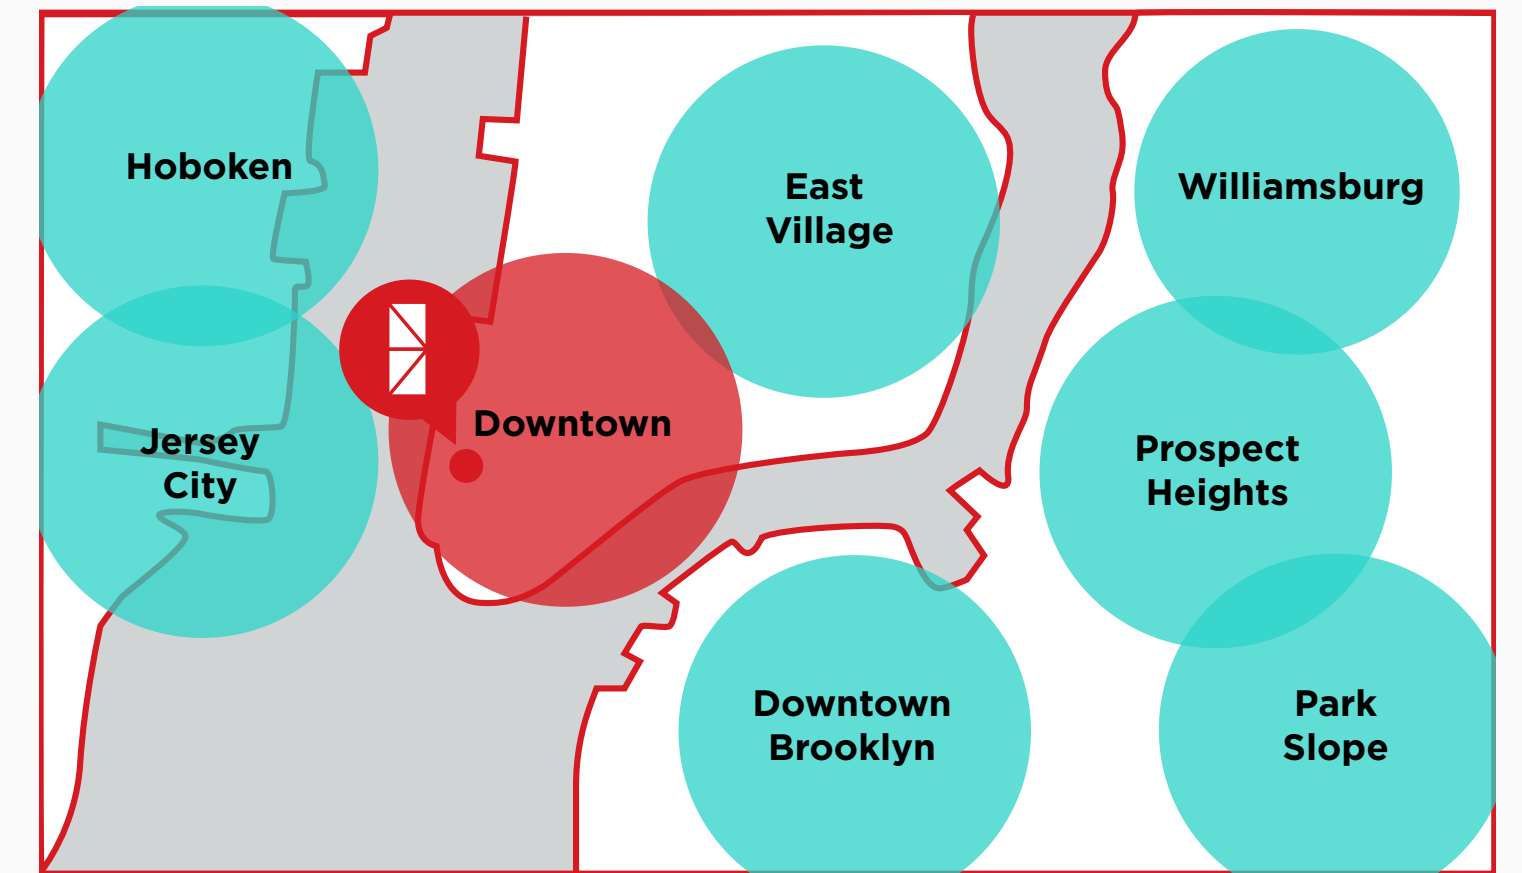 Hoboken
East
Village
Williamsburg
Downtown
Jersey
City
Prospect
Heights
Downtown
Brooklyn
Park
Slope